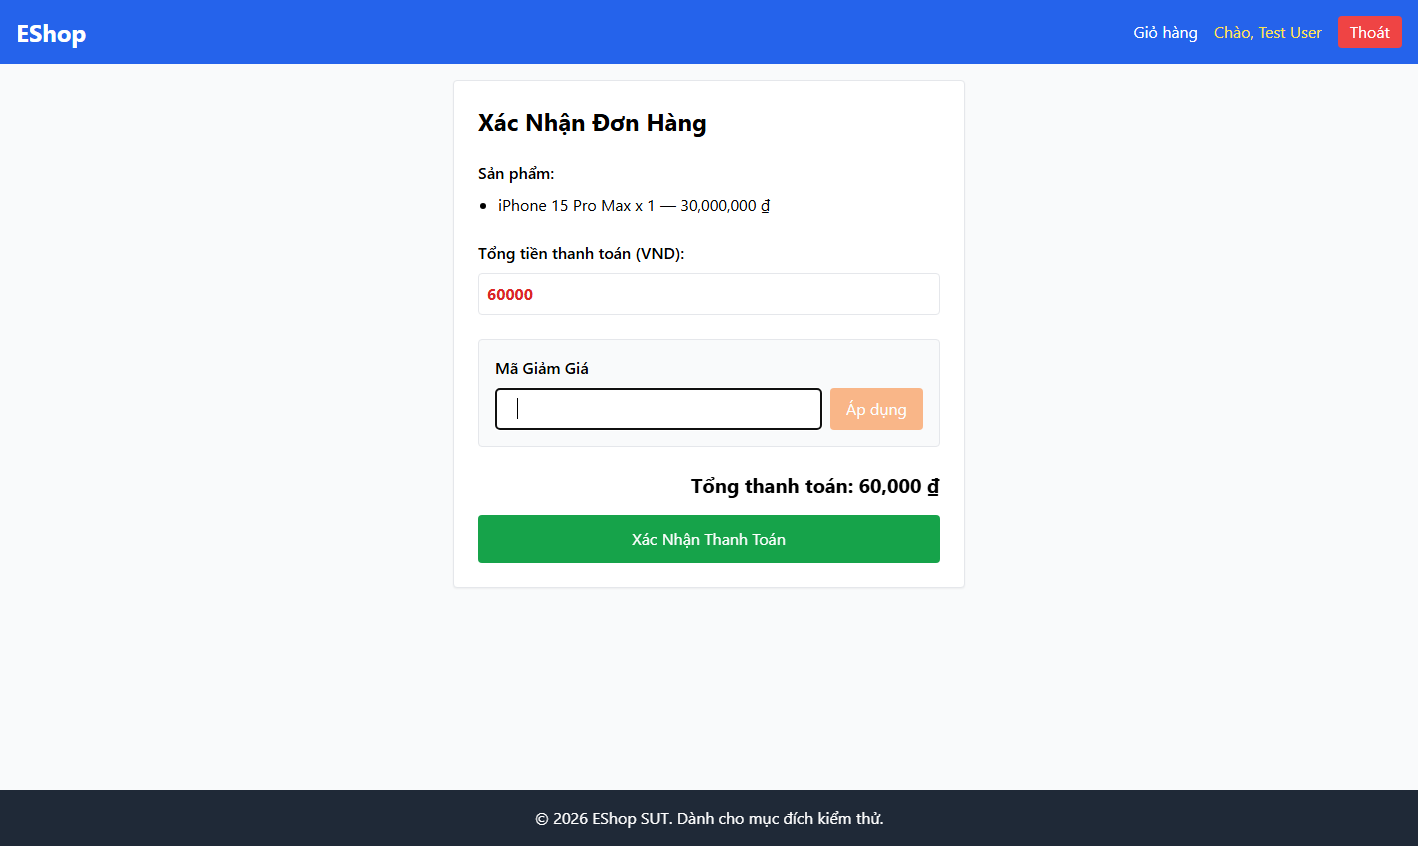 EShop
Giỏ hàng
Chào, Test User
Thoát
Xác Nhận Đơn Hàng
Sản phẩm:
iPhone 15 Pro Max x 1 — 30,000,000 ₫
Tổng tiền thanh toán (VND):
60000
Mã Giảm Giá
Áp dụng
Tổng thanh toán: 60,000 ₫
Xác Nhận Thanh Toán
© 2026 EShop SUT. Dành cho mục đích kiểm thử.